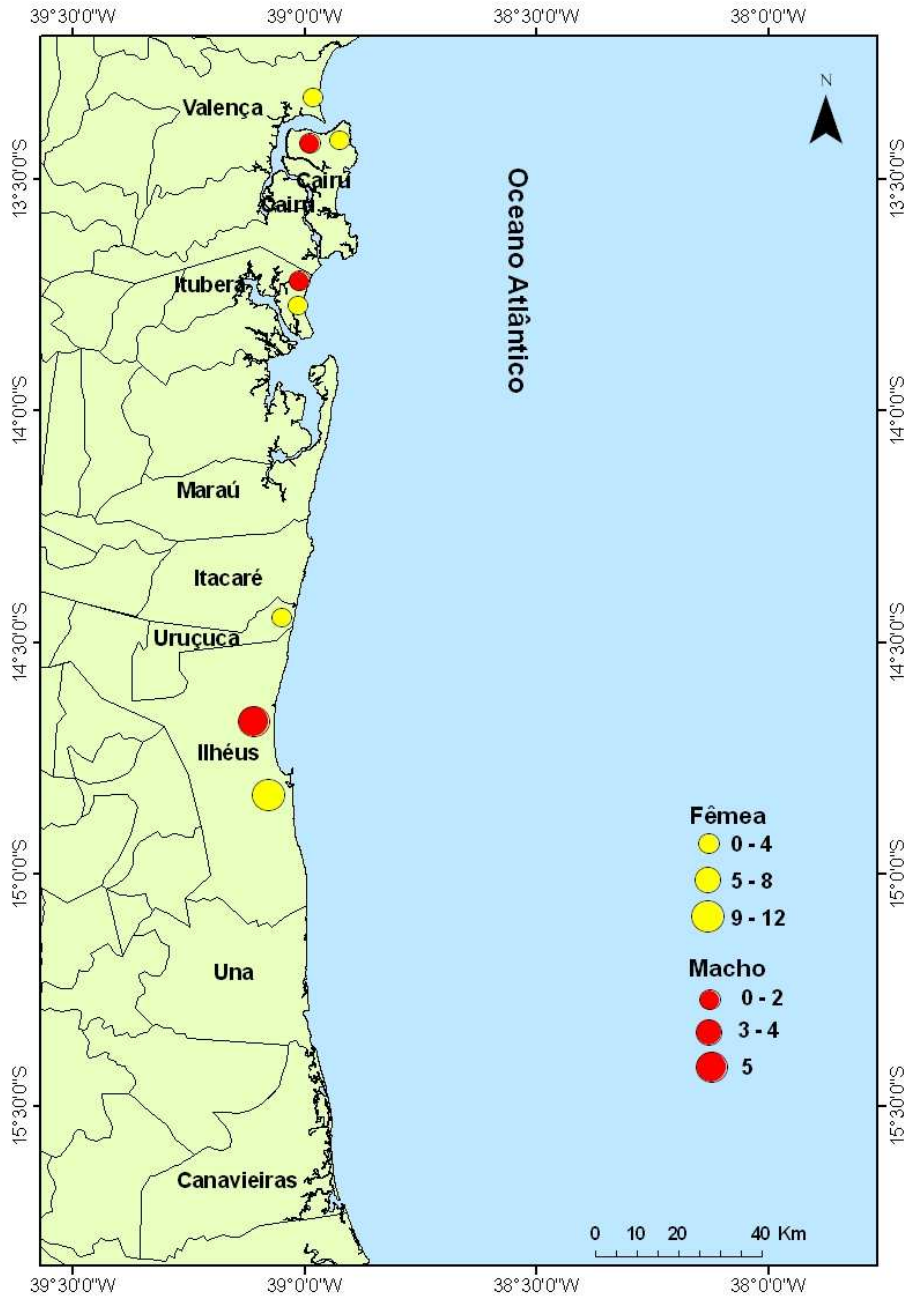 39°30'0"W 39°0'0"W 38°30'0"W 38°0'0"W
N
Valença
13°30'0"S
13°30'0"S
Cairu
Cairu
Oceano Atlântico
Ituberá
14°0'0"S
14°0'0"S
Maraú
Itacaré
Uruçuca
14°30'0"S
14°30'0"S
Ilhéus
Fêmea
0 - 4
5 - 8
9 - 12
15°0'0"S
15°0'0"S
Una
Macho
0 - 2
3 - 4
5
15°30'0"S
15°30'0"S
Canavieiras
0 10 20 40 Km
39°30'0"W 39°0'0"W 38°30'0"W 38°0'0"W